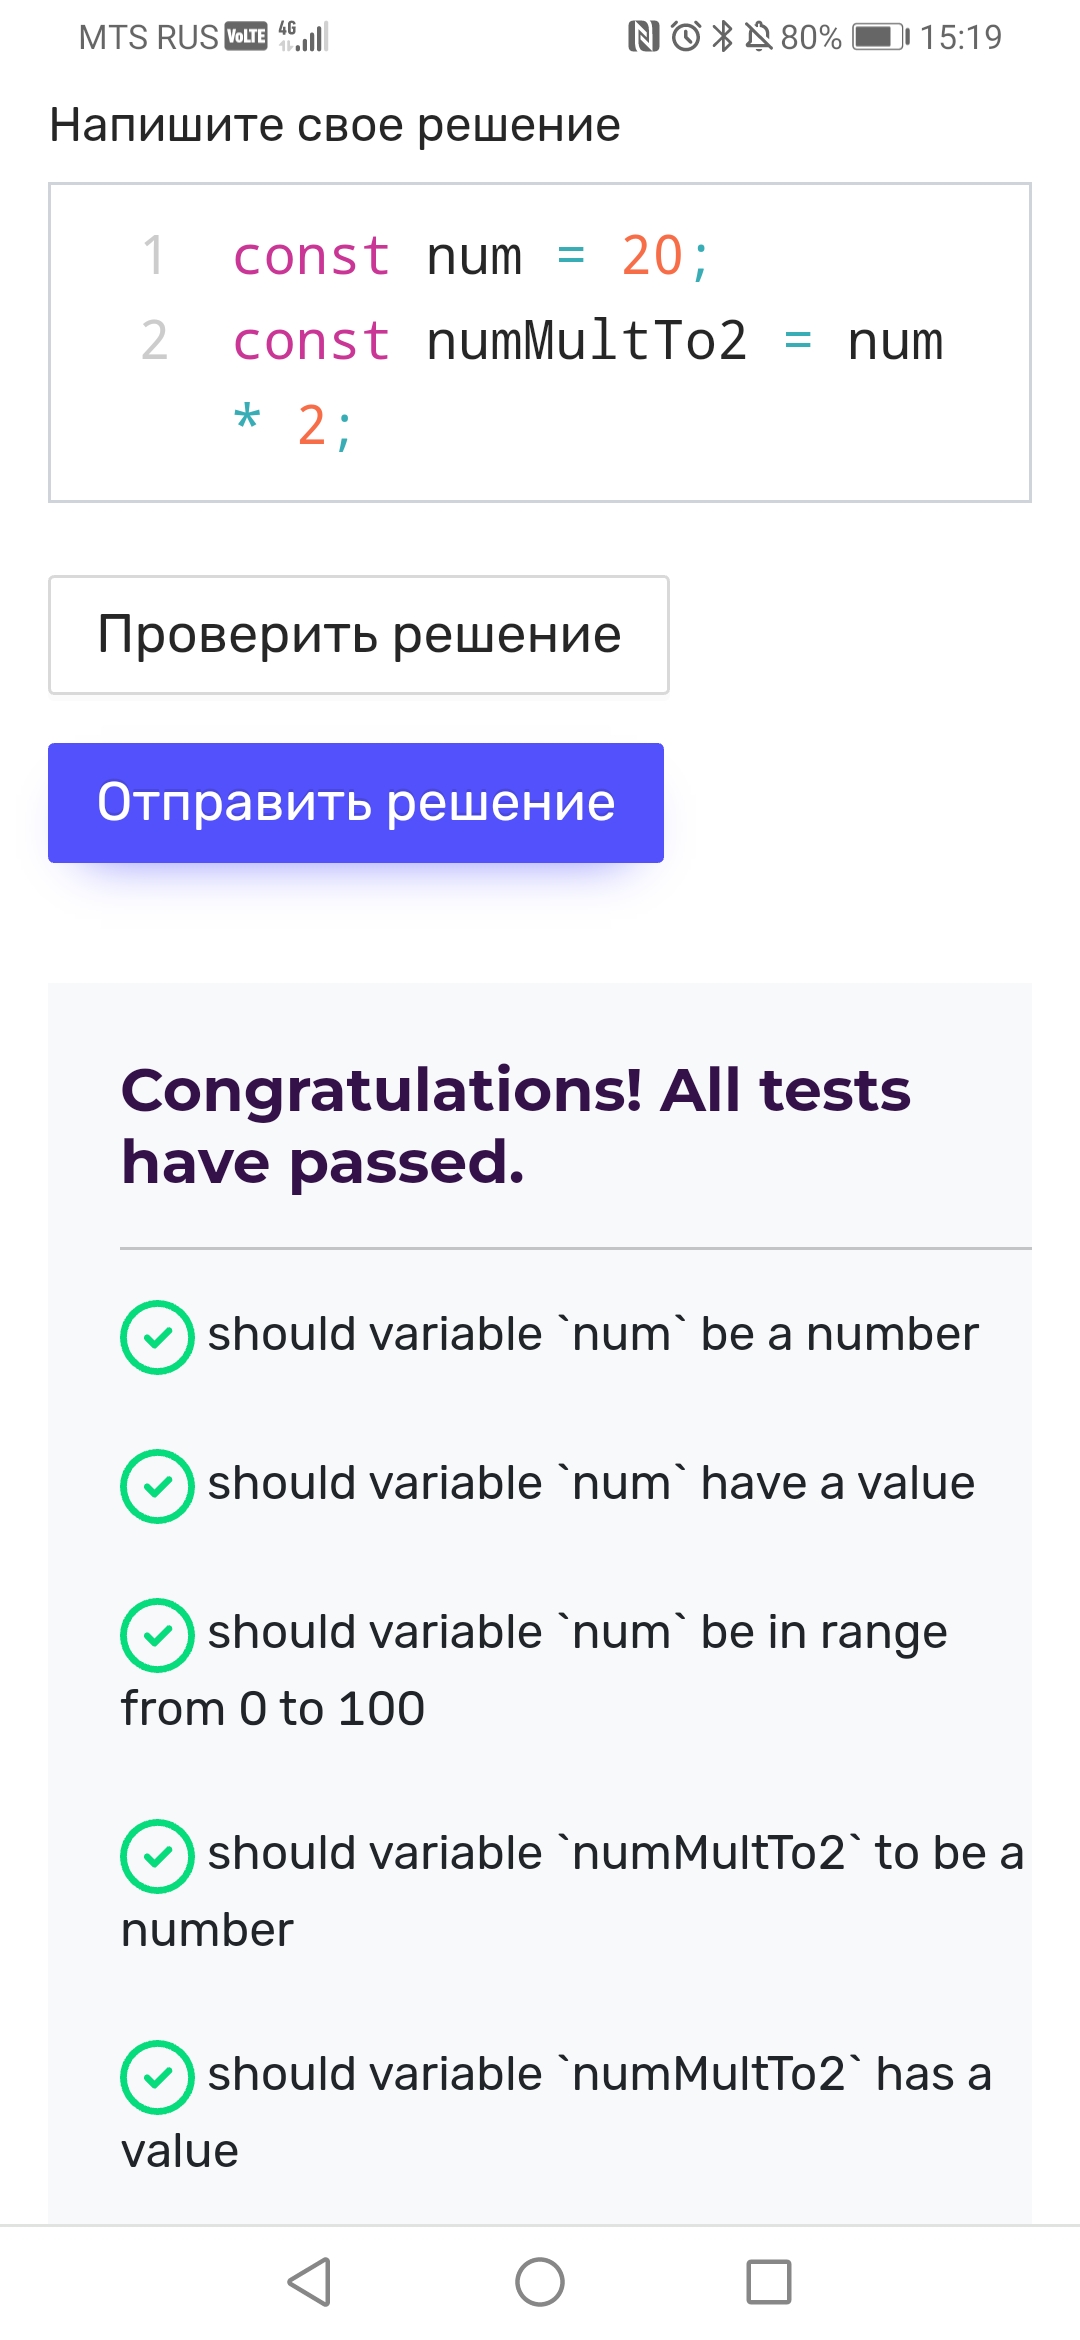 MTS RUS VoLTE 4G 80% 15:19
Напишите свое решение
1 const num = 20;
2 const numMultTo2 = num
* 2;
Проверить решение
Отправить решение
Congratulations! All tests
have passed.
should variable `num` be a number
should variable `num` have a value
should variable `num` be in range
from 0 to 100
should variable `numMultTo2` to be a
number
should variable `numMultTo2` has a
value